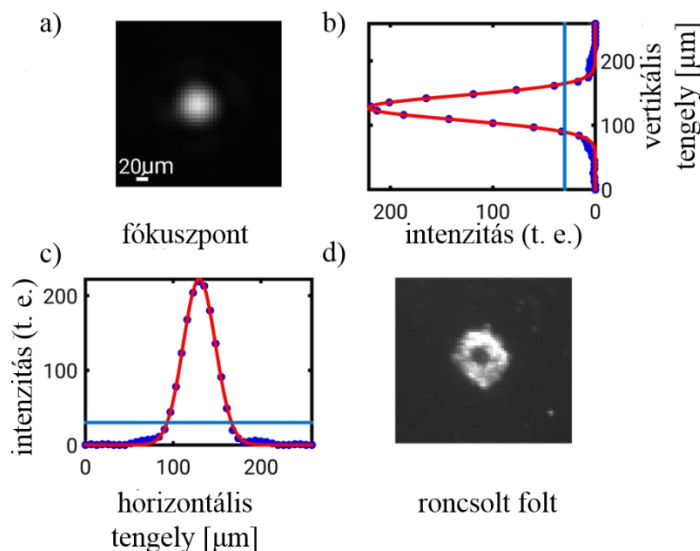 a)
20µm
fókuszpont
b)
200
100
0
vertikális
tengely [µm]
200
100
0
intenzitás (t. e.)
c)
intenzitás (t. e.)
200
100
0
0
100
200
horizontális
tengely [µm]
d)
roncsolt folt